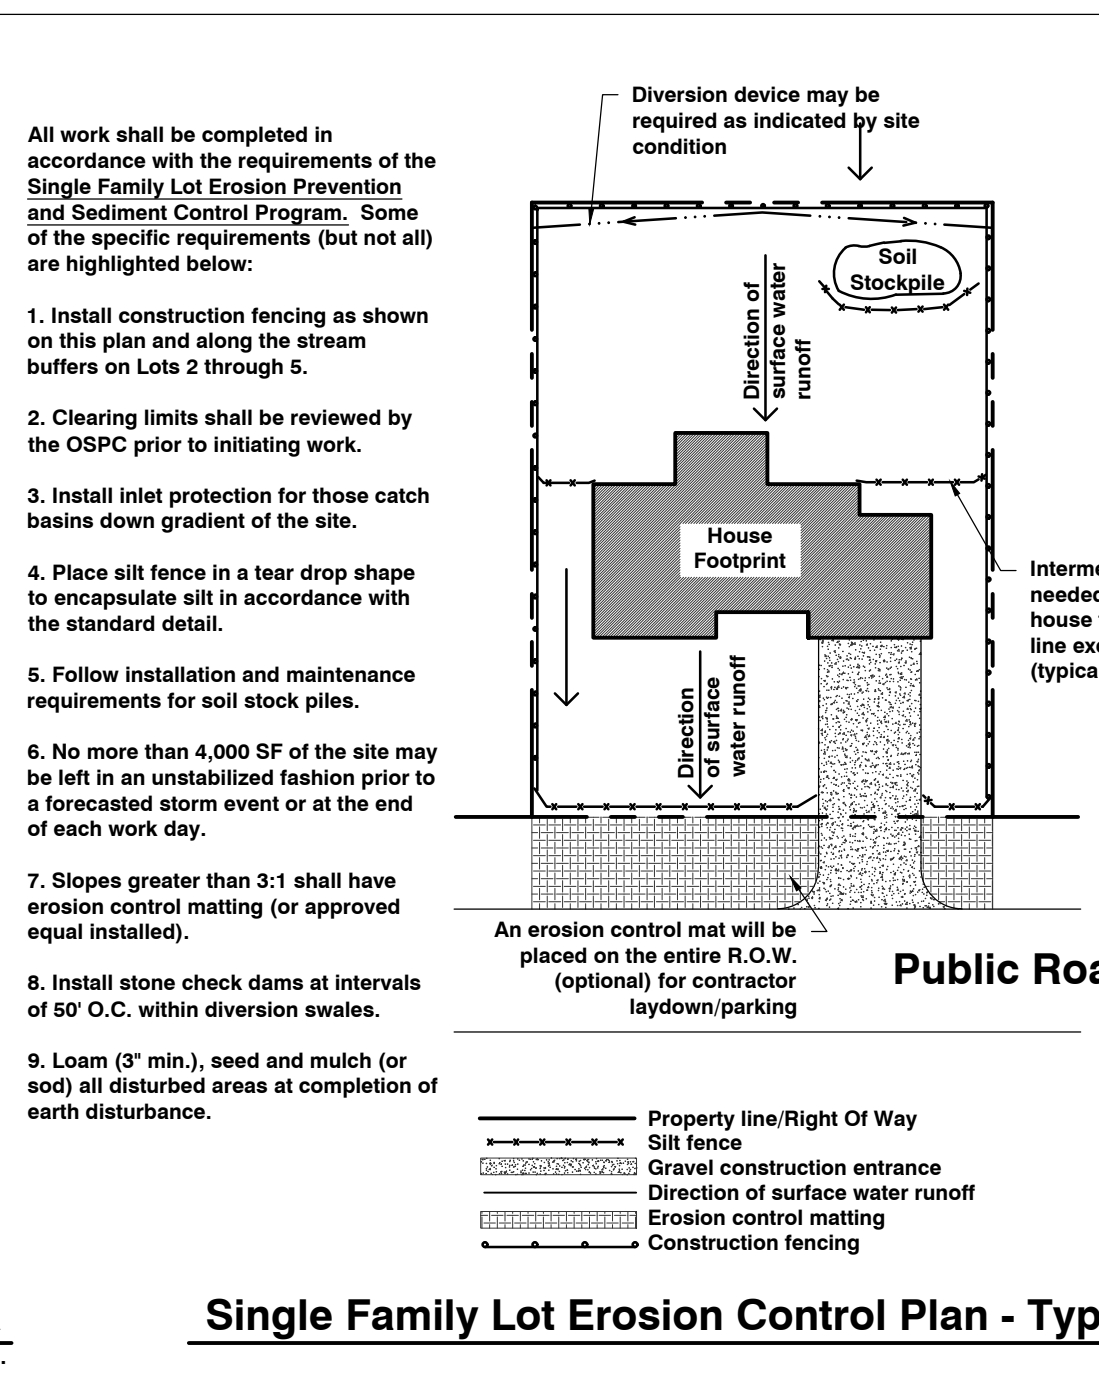 All work shall be completed in
accordance with the requirements of the
Single Family Lot Erosion Prevention
and Sediment Control Program. Some
of the specific requirements (but not all)
are highlighted below:
1. Install construction fencing as shown
on this plan and along the stream
buffers on Lots 2 through 5.
2. Clearing limits shall be reviewed by
the OSPC prior to initiating work.
3. Install inlet protection for those catch
basins down gradient of the site.
4. Place silt fence in a tear drop shape
to encapsulate silt in accordance with
the standard detail.
5. Follow installation and maintenance
requirements for soil stock piles.
6. No more than 4,000 SF of the site may
be left in an unstabilized fashion prior to
a forecasted storm event or at the end
of each work day.
7. Slopes greater than 3:1 shall have
erosion control matting (or approved
equal installed).
8. Install stone check dams at intervals
of 50' O.C. within diversion swales.
9. Loam (3" min.), seed and mulch (or
sod) all disturbed areas at completion of
earth disturbance.
Diversion device may be
required as indicated by site
condition
Soil
Stockpile
Direction of
surface water
runoff
House
Footprint
needed
house
line
Direction
of surface
water runoff
An erosion control mat will be
placed on the entire R.O.W.
(optional) for contractor
laydown/parking
Public
Property line/Right Of Way
Silt fence
Gravel construction entrance
Direction of surface water runoff
Erosion control matting
Construction fencing
Single Family Lot Erosion Control Plan -